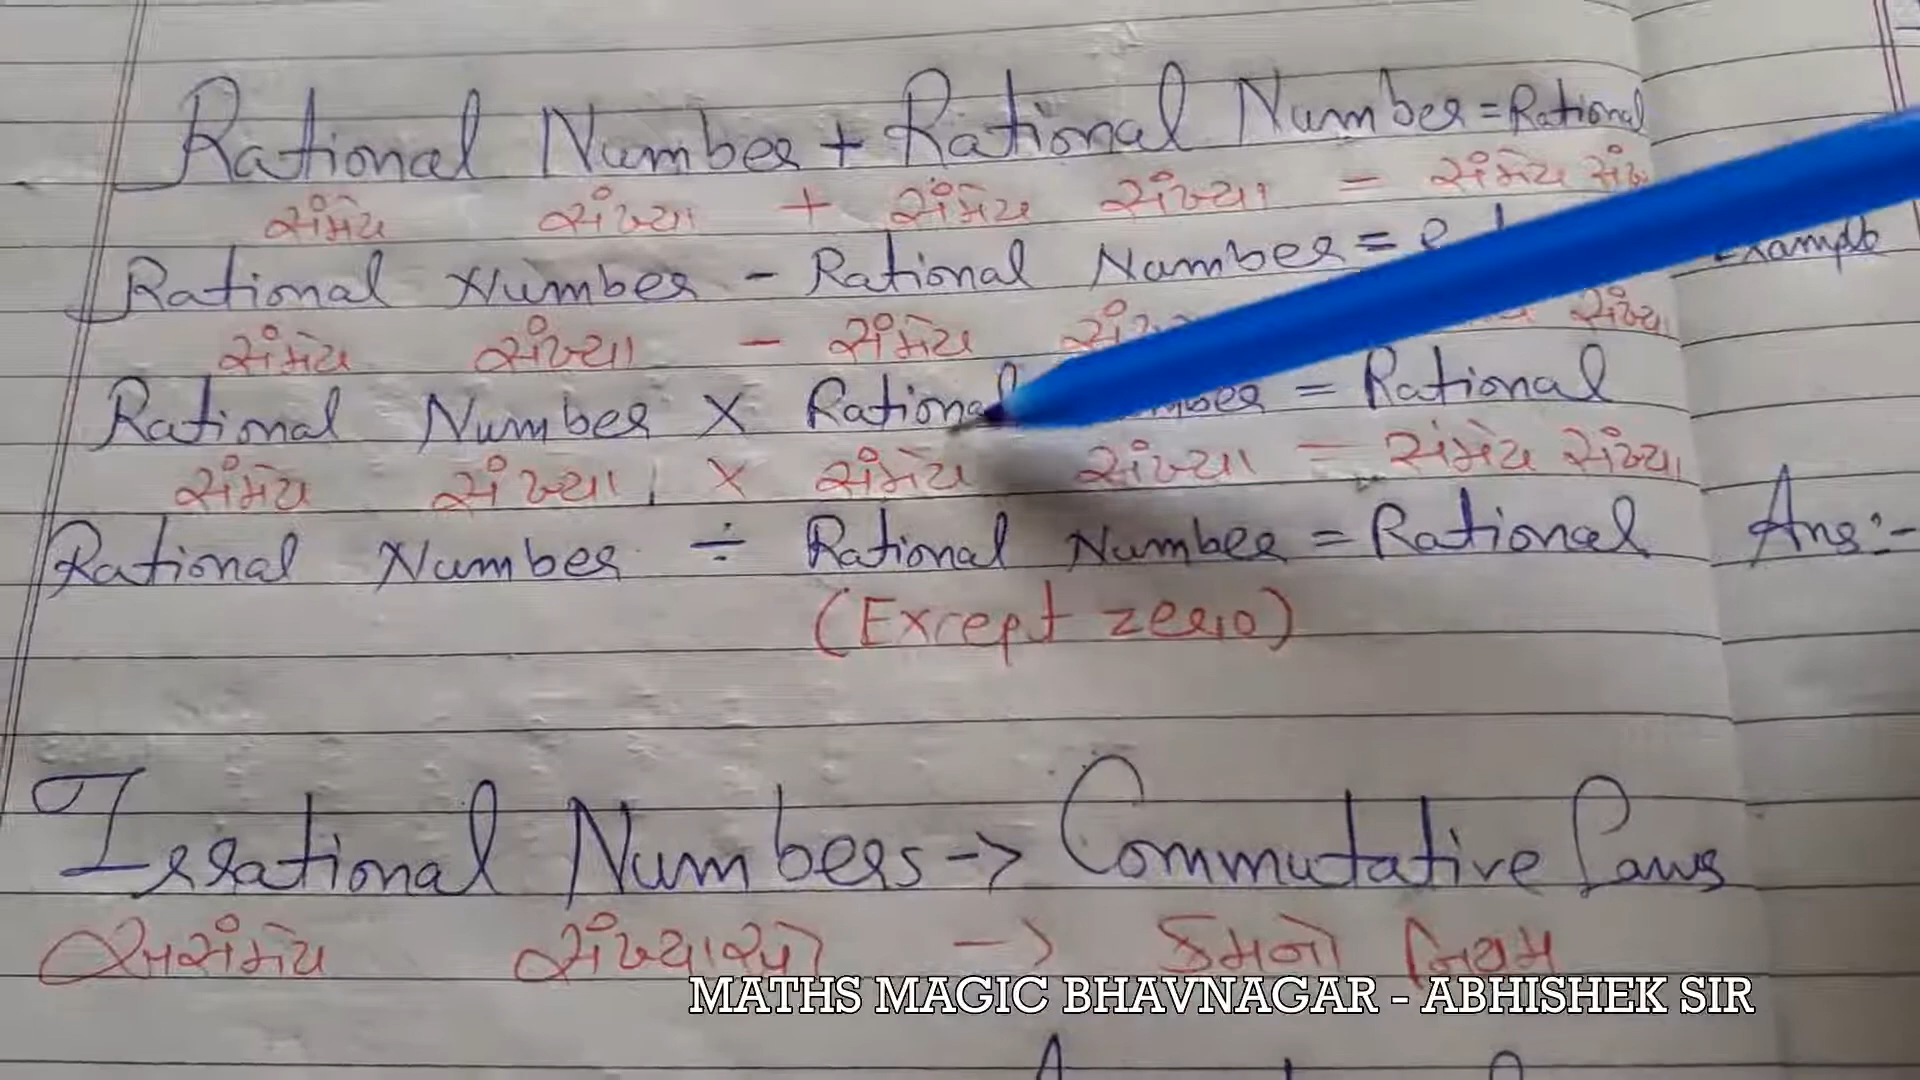 Rational Number + Rational Number = Rational
સંમેય સંખ્યા + સંમેય સંખ્યા = સંમેય
Rational Number - Rational Number =
Example
સંમેય સંખ્યા - સંમેય સંખ્યા
Rational Number X Rational Number = Rational
સંમેય સંખ્યા x સંમેય સંખ્યા = સંમેય સંખ્યા
Rational Number ÷ Rational Number = Rational
Ans:-
(Except zero)
Irrational Numbers -> Commutative Laws
અસંમેય સંખ્યાઓ -> ક્રમનો નિયમ
MATHS MAGIC BHAVNAGAR - ABHISHEK SIR